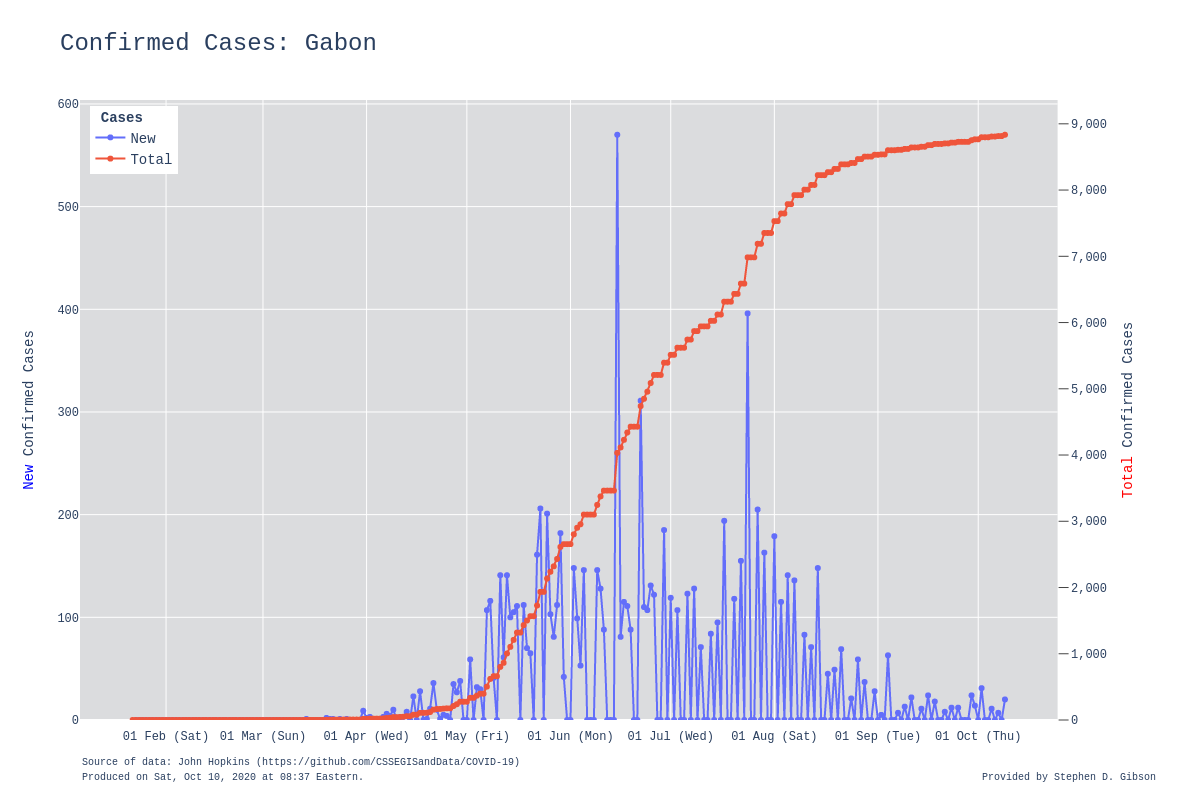 Confirmed Cases: Gabon
Cases
New
Total
600
500
400
300
200
100
0
9,000
8,000
7,000
6,000
5,000
4,000
3,000
2,000
1,000
0
New Confirmed Cases
Total Confirmed Cases
01 Feb (Sat) 01 Mar (Sun) 01 Apr (Wed) 01 May (Fri) 01 Jun (Mon) 01 Jul (Wed) 01 Aug (Sat) 01 Sep (Tue) 01 Oct (Thu)
Source of data: John Hopkins (https://github.com/CSSEGISandData/COVID-19)
Produced on Sat, Oct 10, 2020 at 08:37 Eastern.
Provided by Stephen D. Gibson